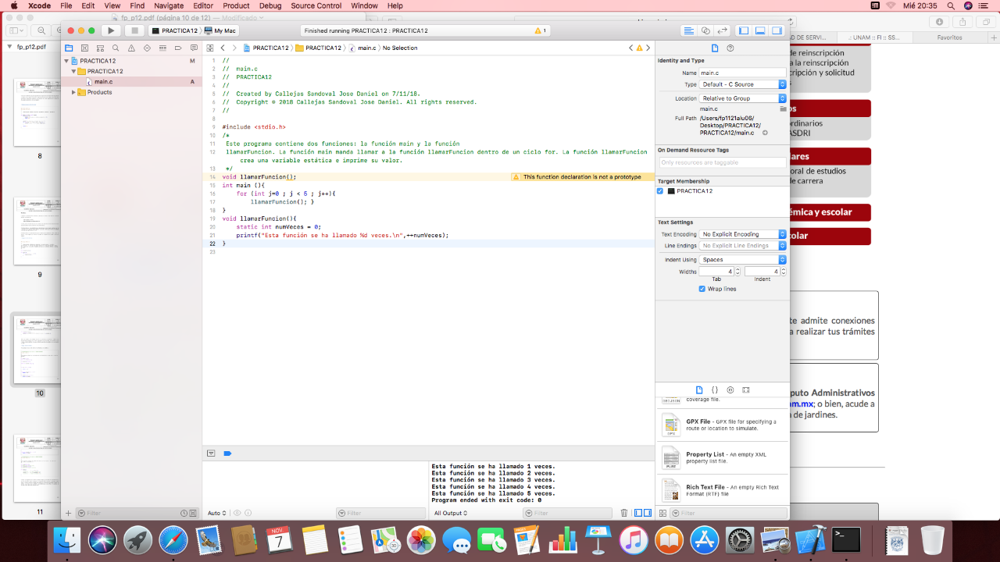 Xcode File Edit View Find Navigate Editor Product Debug Source Control Window Help Mié 20:35
fp_p12.pdf (página 10 de 12) — Modificado
fp_p12.pdf
8
9
10
11
PRACTICA12 My Mac
Finished running PRACTICA12 : PRACTICA12
1
PRACTICA12 PRACTICA12 main.c No Selection
PRACTICA12 M
PRACTICA12
main.c A
Products
1 //
2 // main.c
3 // PRACTICA12
4 //
5 // Created by Callejas Sandoval Jose Daniel on 7/11/18.
6 // Copyright © 2018 Callejas Sandoval Jose Daniel. All rights reserved.
7 //
8
9 #include <stdio.h>
10 /*
11 Este programa contiene dos funciones: la función main y la función
12 llamarFuncion. La función main manda llamar a la función llamarFuncion dentro de un ciclo for. La función llamarFuncion
crea una variable estática e imprime su valor.
13 */
14 void llamarFuncion(); This function declaration is not a prototype
15 int main (){
16 for (int j=0 ; j < 5 ; j++){
17 llamarFuncion(); }
18 }
19 void llamarFuncion(){
20 static int numVeces = 0;
21 printf("Esta función se ha llamado %d veces.\n",++numVeces);
22 }
23
Filter
Esta función se ha llamado 1 veces.
Esta función se ha llamado 2 veces.
Esta función se ha llamado 3 veces.
Esta función se ha llamado 4 veces.
Esta función se ha llamado 5 veces.
Program ended with exit code: 0
Auto
Filter
All Output
Filter
Identity and Type
Name main.c
Type Default - C Source
Location Relative to Group
main.c
Full Path /Users/fp1121alu06/
Desktop/PRACTICA12/
PRACTICA12/main.c
On Demand Resource Tags
Only resources are taggable
Target Membership
PRACTICA12
Text Settings
Text Encoding No Explicit Encoding
Line Endings No Explicit Line Endings
Indent Using Spaces
Widths 4 4
Tab Indent
Wrap lines
coverage file.
GPX File - GPX file for specifying a
route or location to simulate.
GPX
Property List - An empty XML
property list file.
PLIST
Rich Text File - An empty Rich Text
Format (RTF) file
Filter
AD DE SERVI... .: UNAM :: FI :: SS... Favoritos
de reinscripción
a la reinscripción
cripción y solicitud
s
os
ordinarios
ASDRI
lares
oral de estudios
de carrera
émica y escolar
olar
te admite conexiones
a realizar tus trámites
puto Administrativos
am.mx; o bien, acude a
n de jardines.
NOV.
7